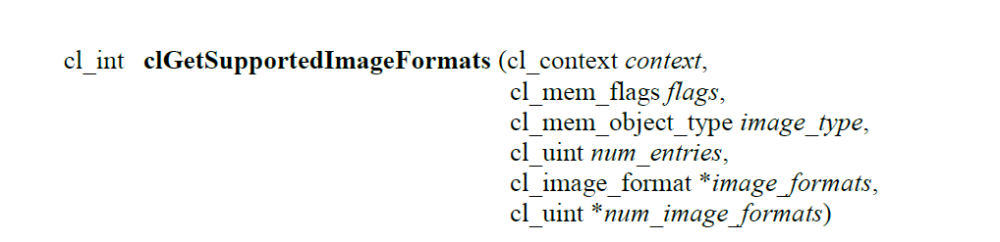 cl_int clGetSupportedImageFormats (cl_context context,
cl_mem_flags flags,
cl_mem_object_type image_type,
cl_uint num_entries,
cl_image_format *image_formats,
cl_uint *num_image_formats)